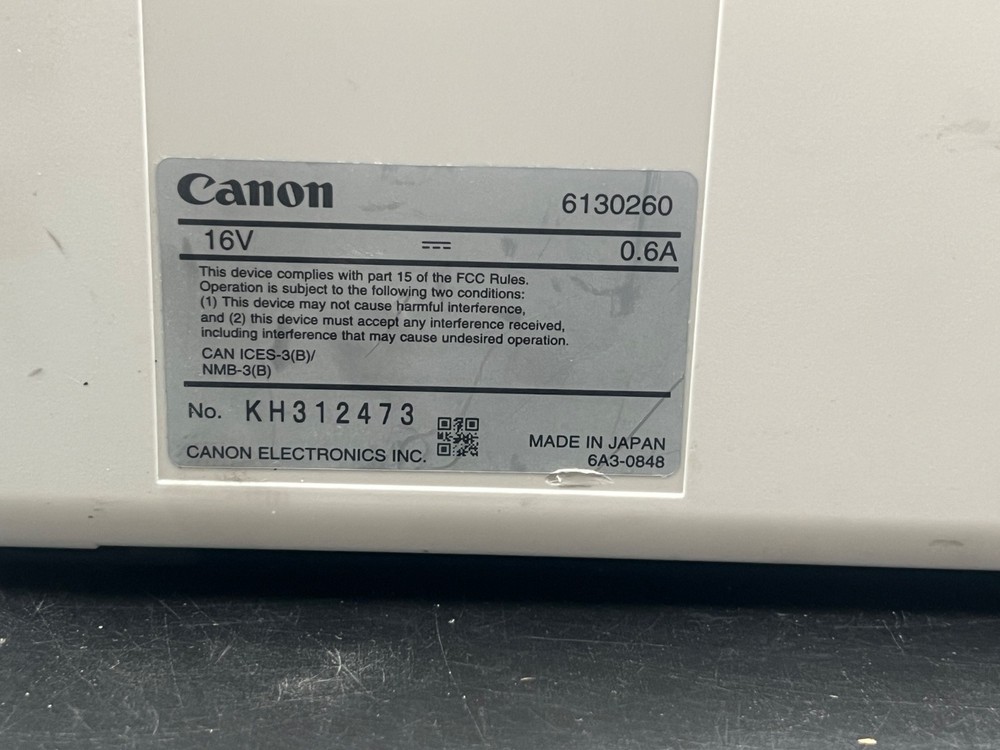 Canon 6130260
16V 0.6A
This device complies with part 15 of the FCC Rules.
Operation is subject to the following two conditions:
(1) This device may not cause harmful interference,
and (2) this device must accept any interference received,
including interference that may cause undesired operation.
CAN ICES-3(B)/
NMB-3(B)
No. KH312473
CANON ELECTRONICS INC. MADE IN JAPAN
6A3-0848